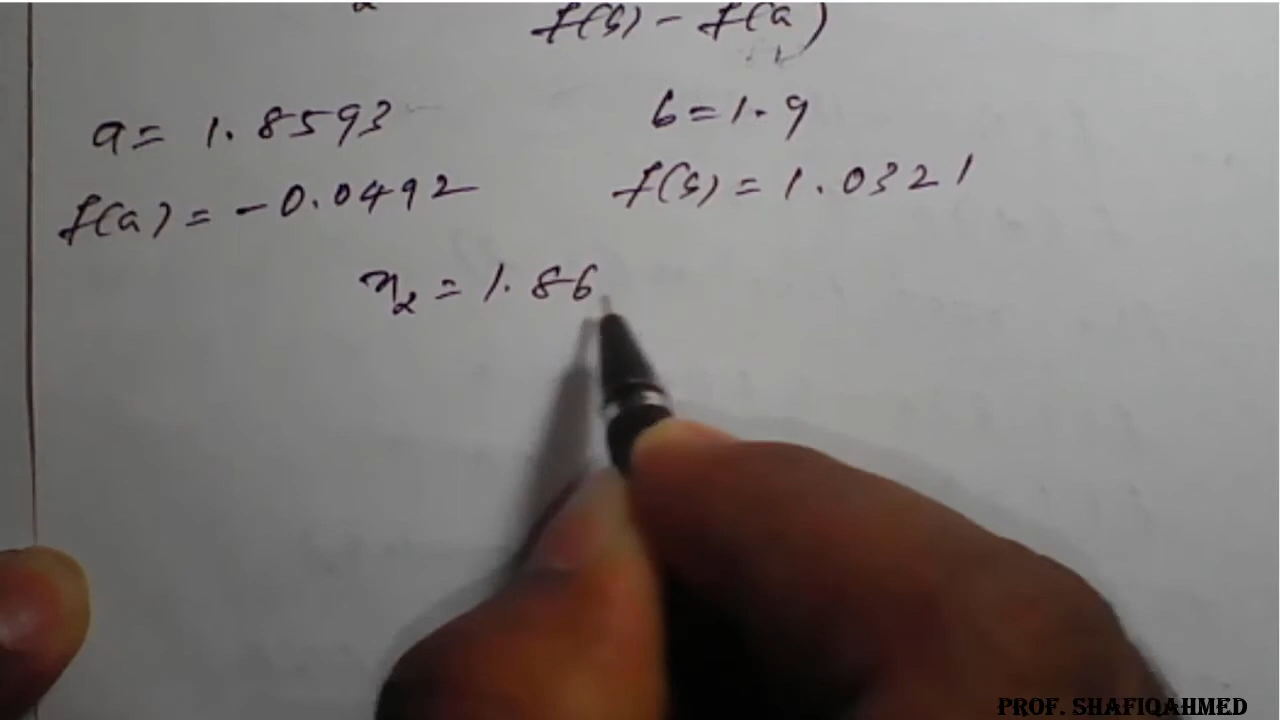 f(b) - f(a)
a = 1.8593
b = 1.9
f(a) = -0.0492
f(b) = 1.0321
x₂ = 1.86
PROF. SHAFIQAHMED